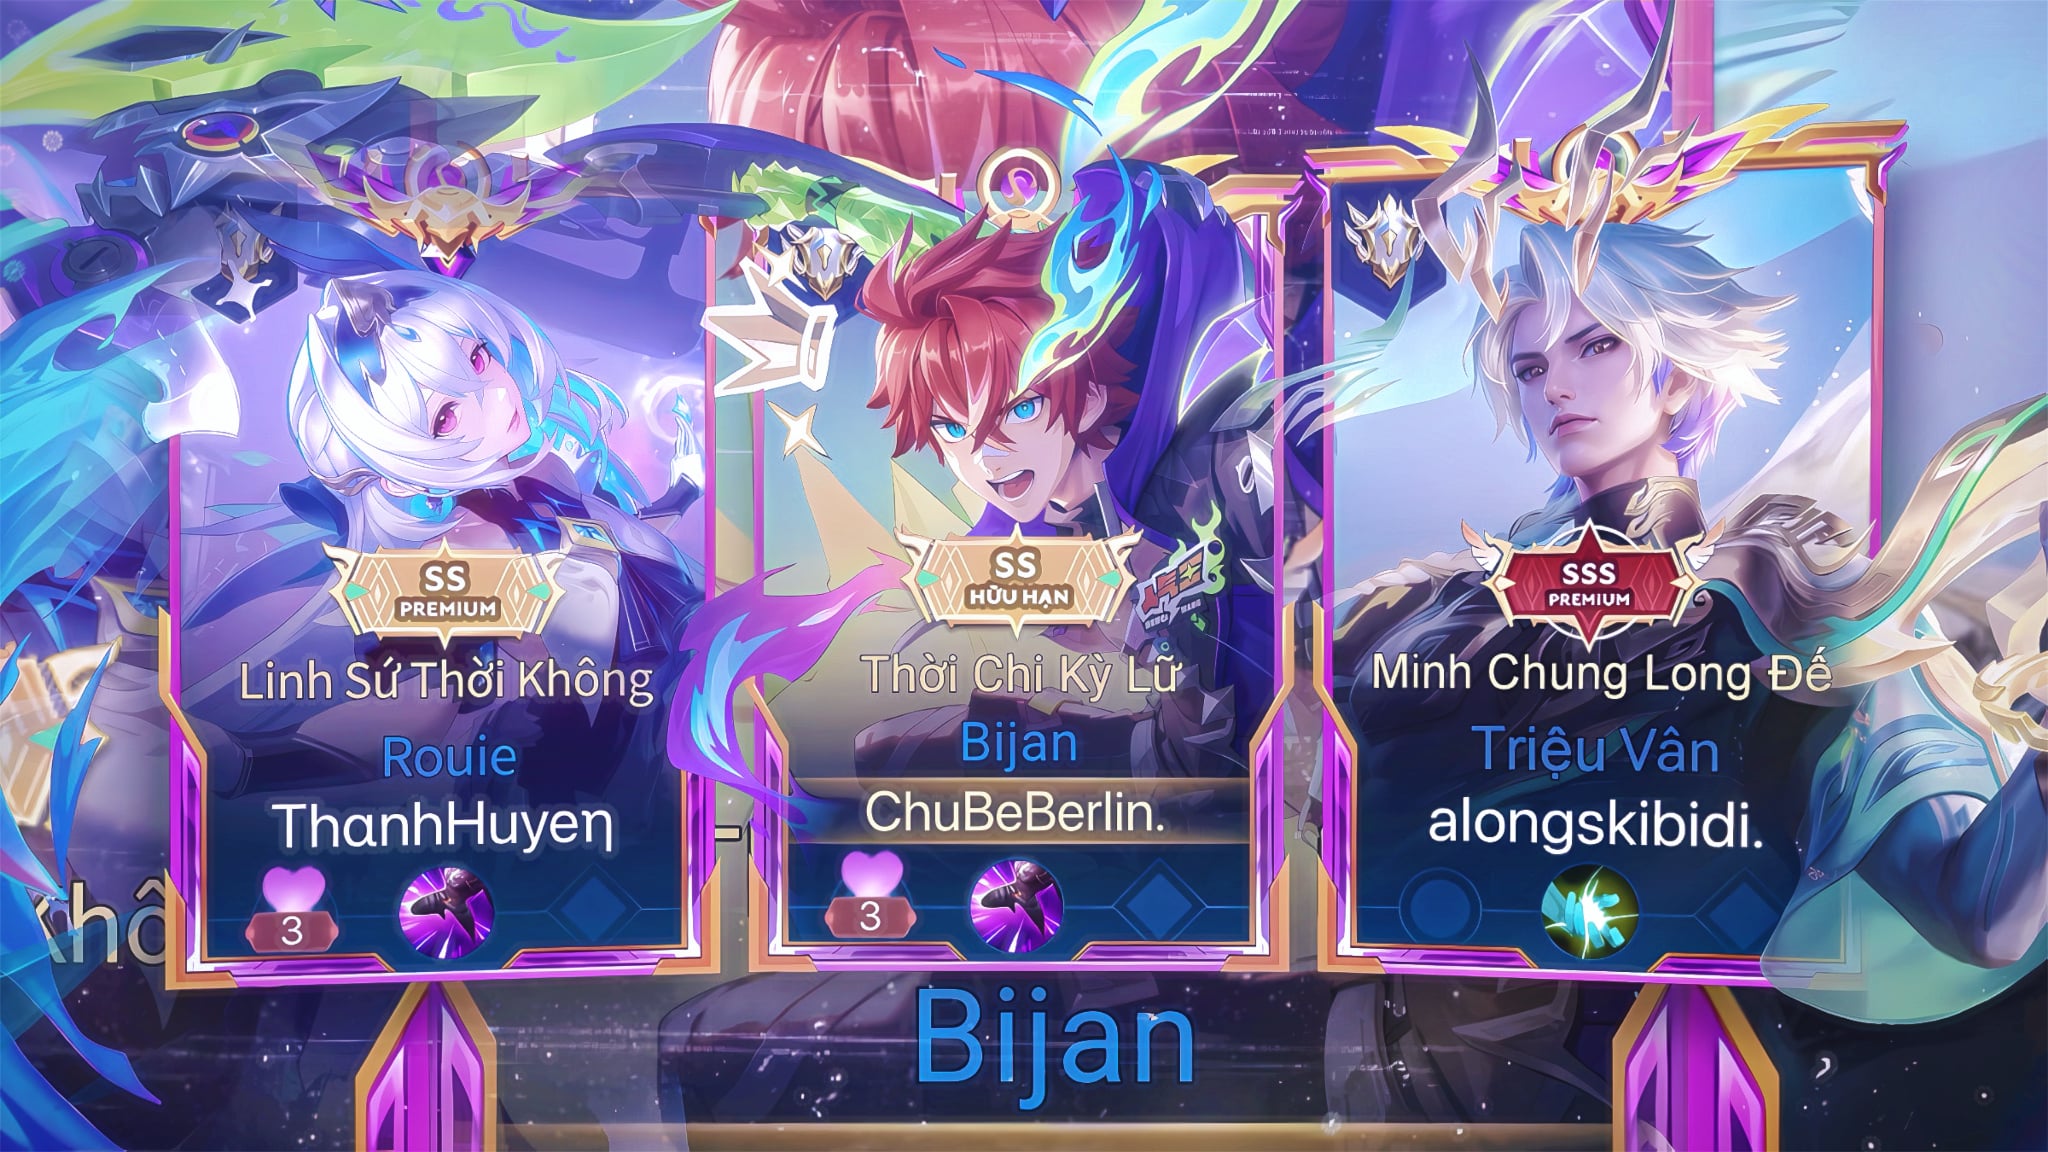 SS
PREMIUM
Linh Sứ Thời Không
Rouie
ThɑnhHuyeη
3
SS
HỮU HẠN
Thời Chi Kỳ Lữ
Bijan
ChuBeBerlin.
3
SSS
PREMIUM
Minh Chung Long Đế
Triệu Vân
alongskibidi.
khô
Bijan